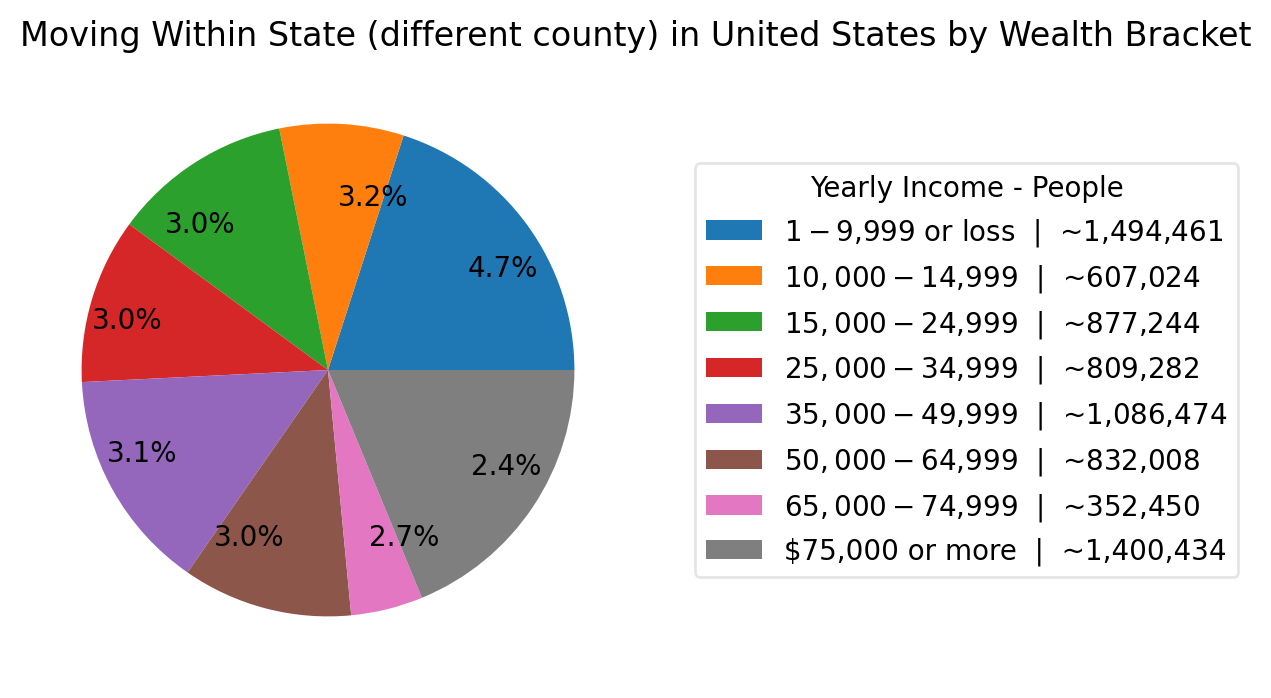 Moving Within State (different county) in United States by Wealth Bracket
3.2%
3.0%
4.7%
3.0%
3.1%
2.4%
3.0%
2.7%
Yearly Income - People
1 − 9,999 or loss | ~1,494,461
10, 000 − 14,999 | ~607,024
15, 000 − 24,999 | ~877,244
25, 000 − 34,999 | ~809,282
35, 000 − 49,999 | ~1,086,474
50, 000 − 64,999 | ~832,008
65, 000 − 74,999 | ~352,450
$75,000 or more | ~1,400,434